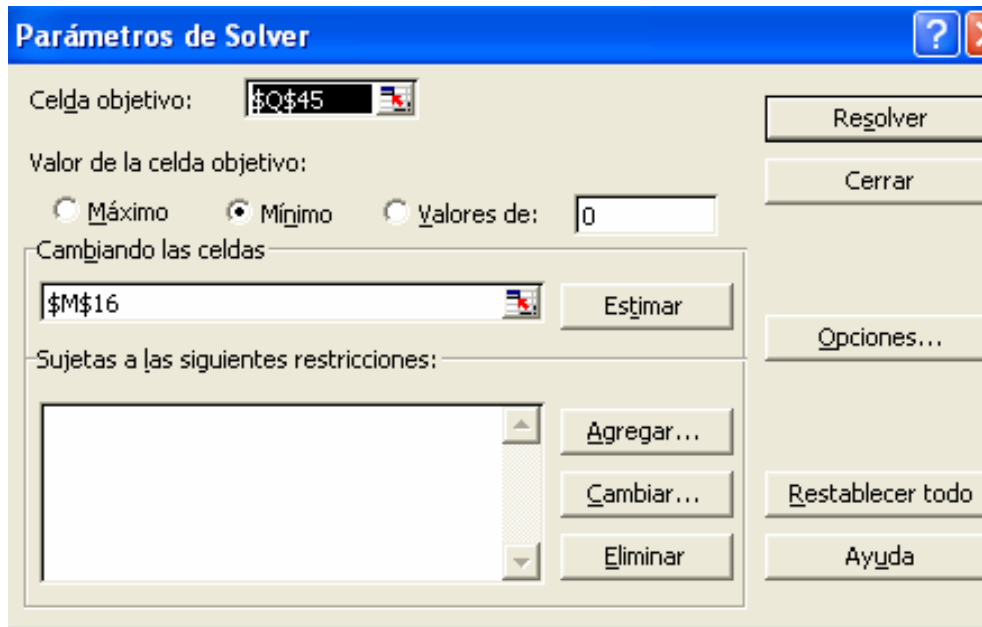 Parámetros de Solver
?
Celda objetivo: $Q$45
Resolver
Valor de la celda objetivo:
Cerrar
Máximo Mínimo Valores de: 0
Cambiando las celdas
$M$16 Estimar
Opciones...
Sujetas a las siguientes restricciones:
Agregar...
Cambiar... Restablecer todo
Eliminar Ayuda